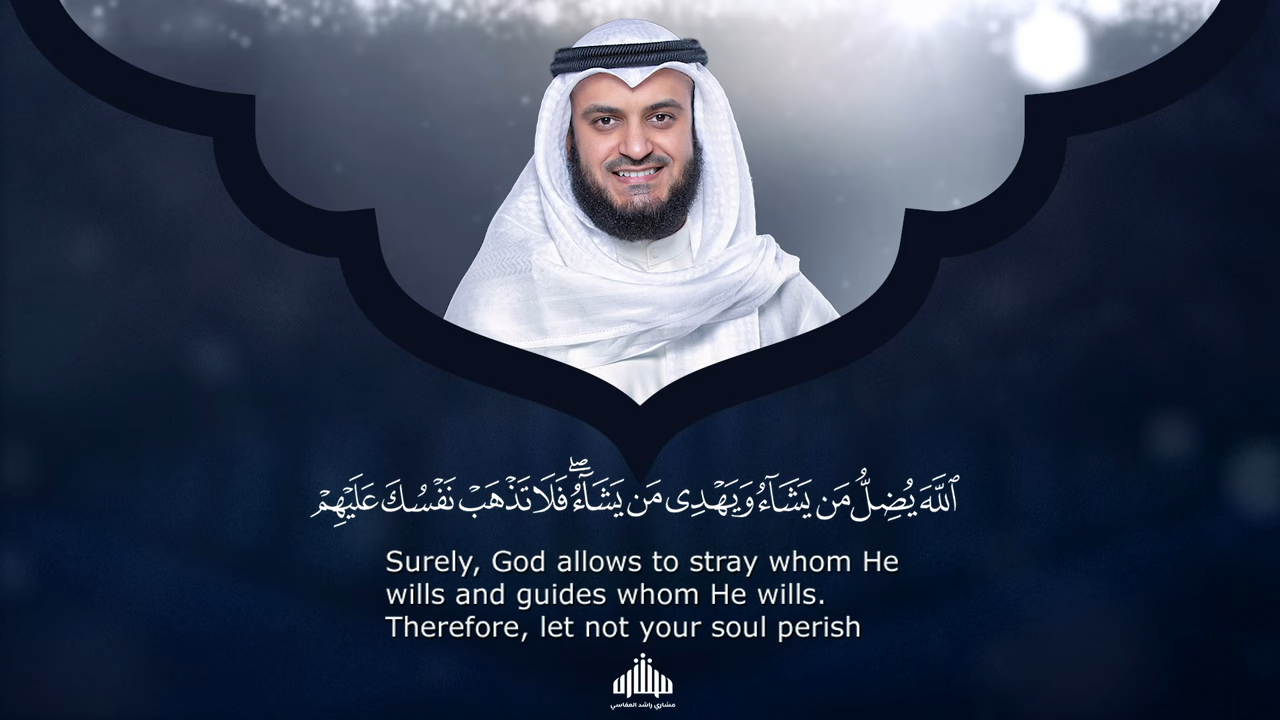 ٱللَّهَ يُضِلُّ مَن يَشَآءُ وَيَهْدِى مَن يَشَآءُ ۖ فَلَا تَذْهَبْ نَفْسُكَ عَلَيْهِمْ
Surely, God allows to stray whom He
wills and guides whom He wills.
Therefore, let not your soul perish
مشاري راشد العفاسي